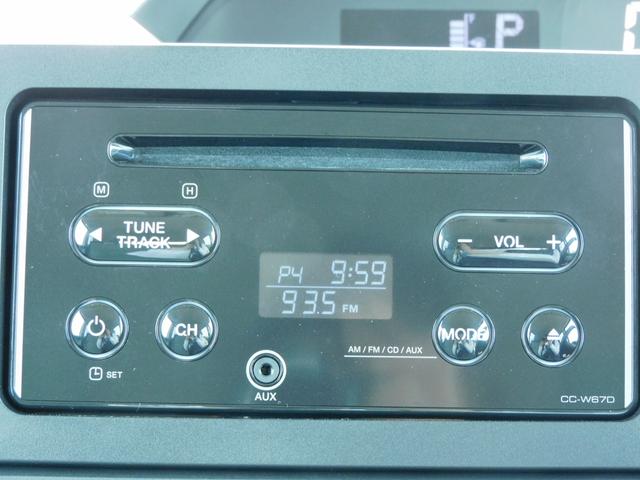 P
M H
TUNE
TRACK
- VOL +
P4 9:59
93.5 FM
CH
MODE
AM / FM / CD / AUX
SET
AUX
CC-W67D